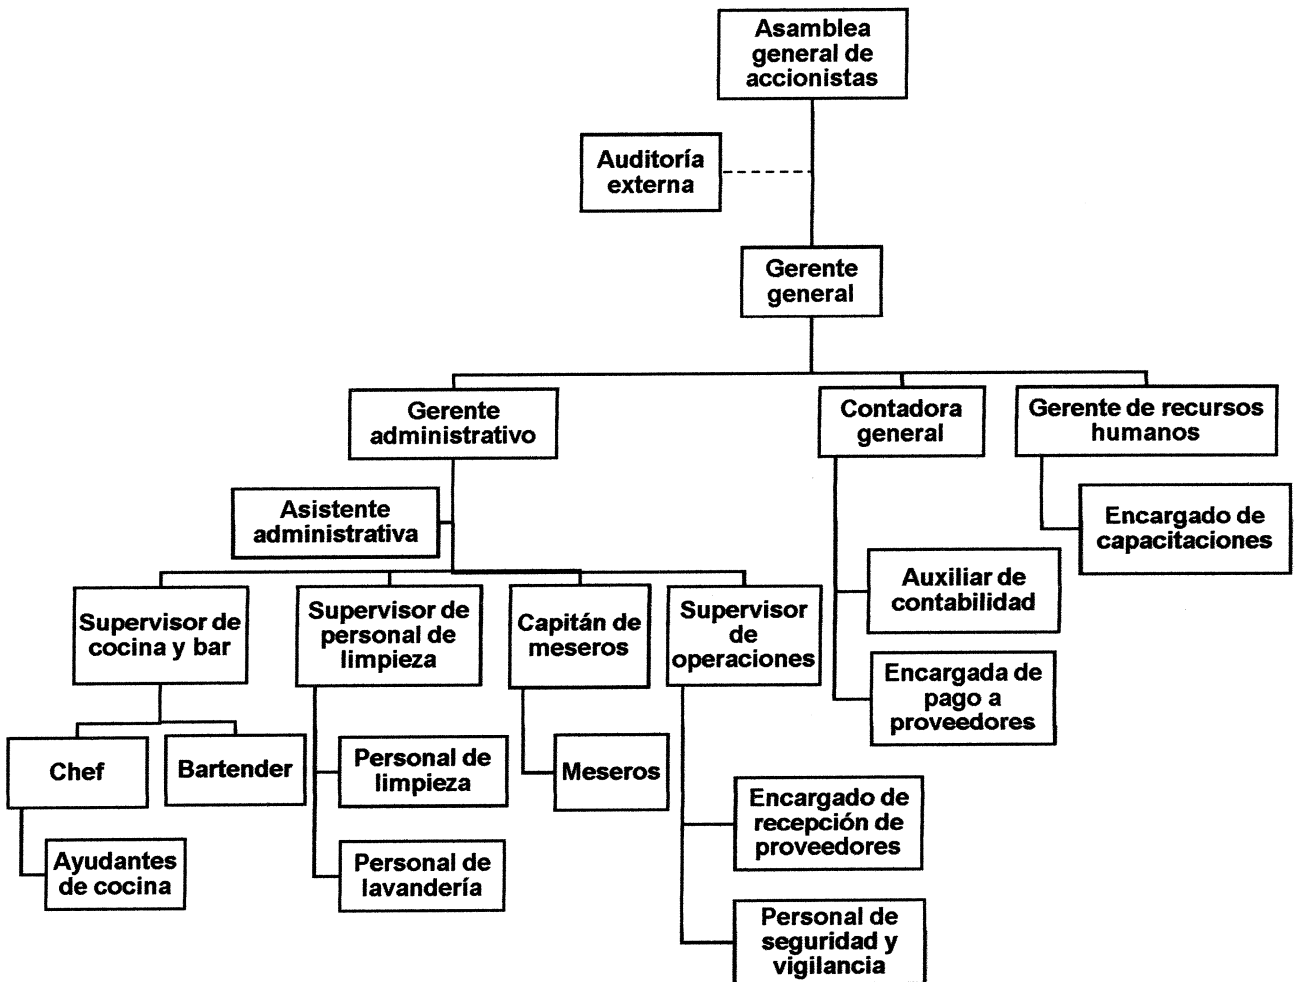 Asamblea
general de
accionistas
Auditoría
externa
Gerente
general
Gerente
administrativo
Contadora
general
Gerente de recursos
humanos
Asistente
administrativa
Encargado de
capacitaciones
Auxiliar de
contabilidad
Encargada de
pago a
proveedores
Supervisor de
cocina y bar
Supervisor de
personal de
limpieza
Capitán de
meseros
Supervisor
de
operaciones
Chef
Bartender
Personal de
limpieza
Meseros
Encargado de
recepción de
proveedores
Ayudantes
de cocina
Personal de
lavandería
Personal de
seguridad y
vigilancia